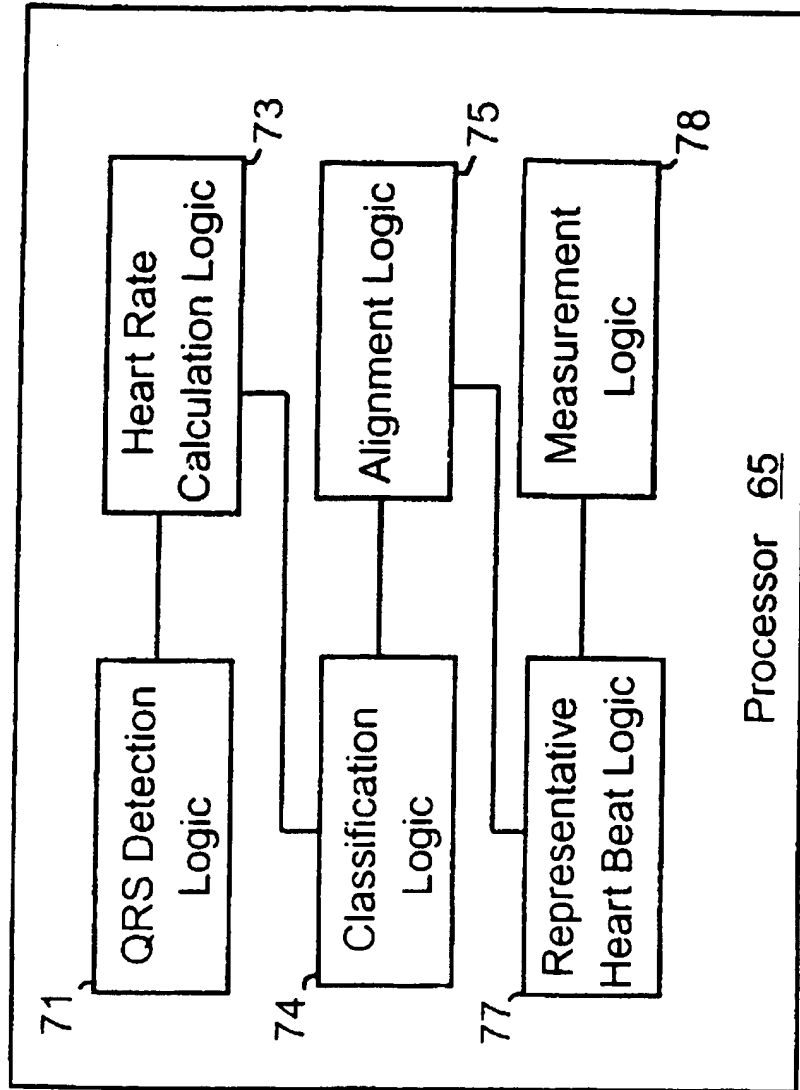 71
QRS Detection
Logic
Heart Rate
Calculation Logic
73
74
Classification
Logic
Alignment Logic
75
77
Representative
Heart Beat Logic
Measurement
Logic
78
Processor 65